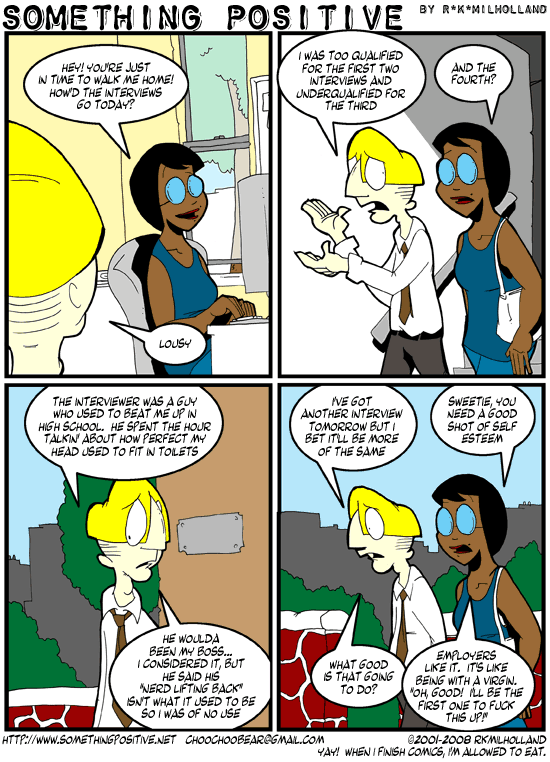 SOMETHING POSITIVE BY R*K*MILHOLLAND
HEY! YOU'RE JUST
IN TIME TO WALK ME HOME!
HOW'D THE INTERVIEWS
GO TODAY?
LOUSY
I WAS TOO QUALIFIED
FOR THE FIRST TWO
INTERVIEWS AND
UNDERQUALIFIED FOR
THE THIRD
AND THE
FOURTH?
THE INTERVIEWER WAS A GUY
WHO USED TO BEAT ME UP IN
HIGH SCHOOL. HE SPENT THE HOUR
TALKIN' ABOUT HOW PERFECT MY
HEAD USED TO FIT IN TOILETS
HE WOULDA
BEEN MY BOSS...
I CONSIDERED IT, BUT
HE SAID HIS
"NERD LIFTING BACK"
ISN'T WHAT IT USED TO BE
SO I WAS OF NO USE
I'VE GOT
ANOTHER INTERVIEW
TOMORROW BUT I
BET IT'LL BE MORE
OF THE SAME
SWEETIE, YOU
NEED A GOOD
SHOT OF SELF
ESTEEM
WHAT GOOD
IS THAT GOING
TO DO?
EMPLOYERS
LIKE IT. IT'S LIKE
BEING WITH A VIRGIN.
"OH, GOOD! I'LL BE THE
FIRST ONE TO FUCK
THIS UP!"
HTTP://WWW.SOMETHINGPOSITIVE.NET CHOOCHOOBEAR@GMAIL.COM ©2001-2008 RKMILHOLLAND
YAY! WHEN I FINISH COMICS, I'M ALLOWED TO EAT.